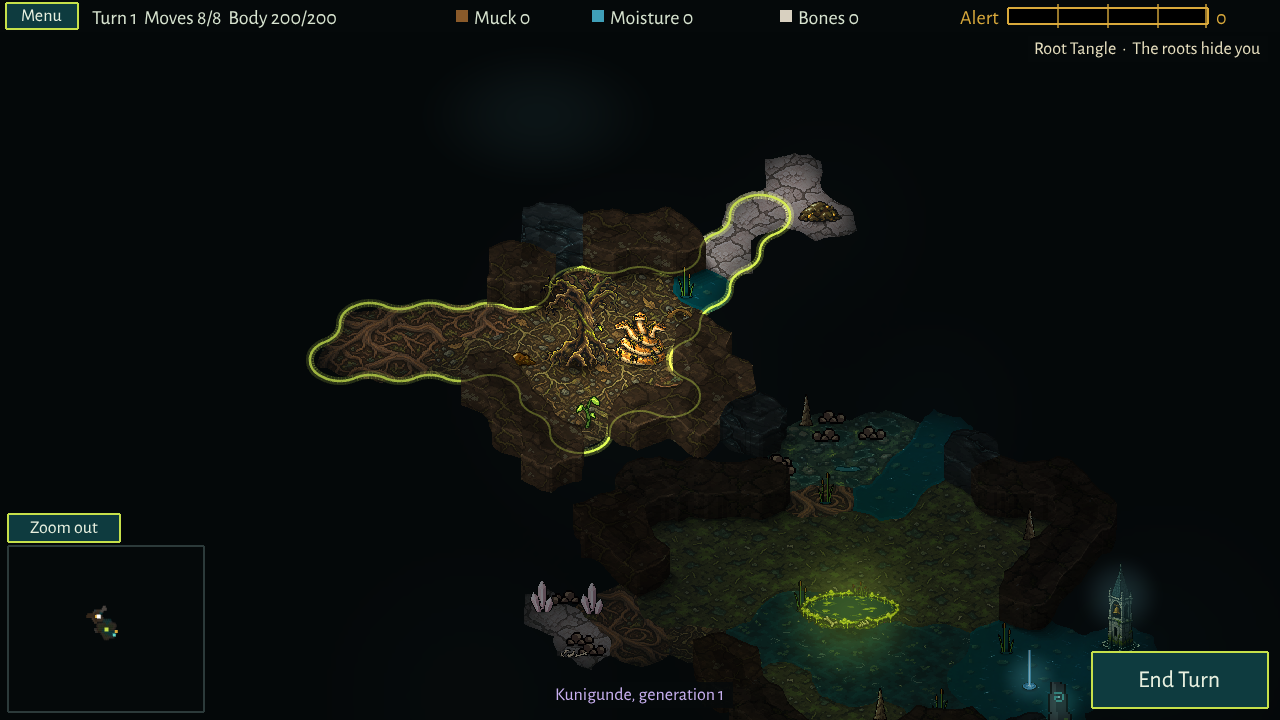 Menu
Turn 1 Moves 8/8 Body 200/200
Muck 0
Moisture 0
Bones 0
Alert 0
Root Tangle · The roots hide you
Zoom out
End Turn
Kunigunde, generation 1